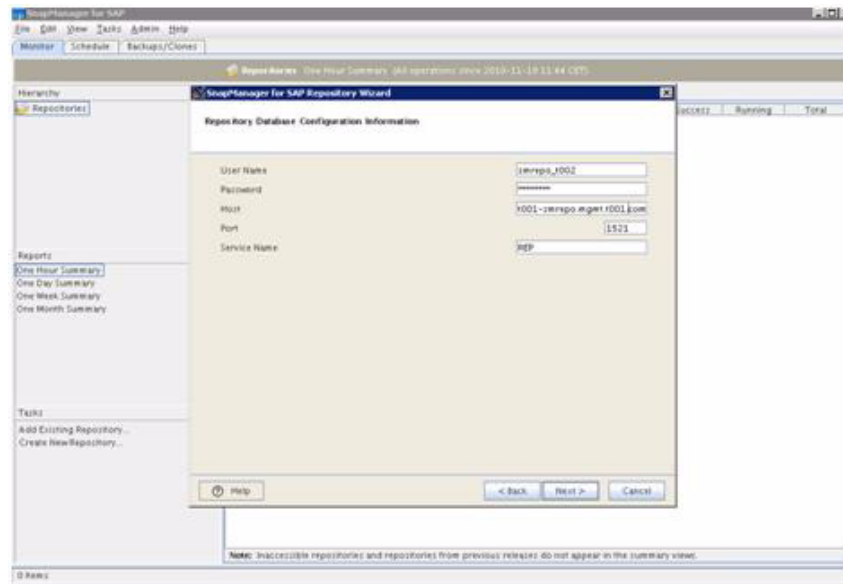 SnapManager for SAP
File Edit View Tasks Admin Help
Monitor Schedule Backups/Clones
Repositories One Hour Summary (All operations since 2010-11-19 11:44 CET)
Hierarchy
Repositories
SnapManager for SAP Repository Wizard
Success Running Total
Repository Database Configuration Information
User Name smrepo_t002
Password ********
Host t001-smrepo.mgmt.t001.com
Port 1521
Service Name REP
Reports
One Hour Summary
One Day Summary
One Week Summary
One Month Summary
Tasks
Add Existing Repository...
Create New Repository...
Help < Back Next > Cancel
Note: Inaccessible repositories and repositories from previous releases do not appear in the summary views.
0 Items